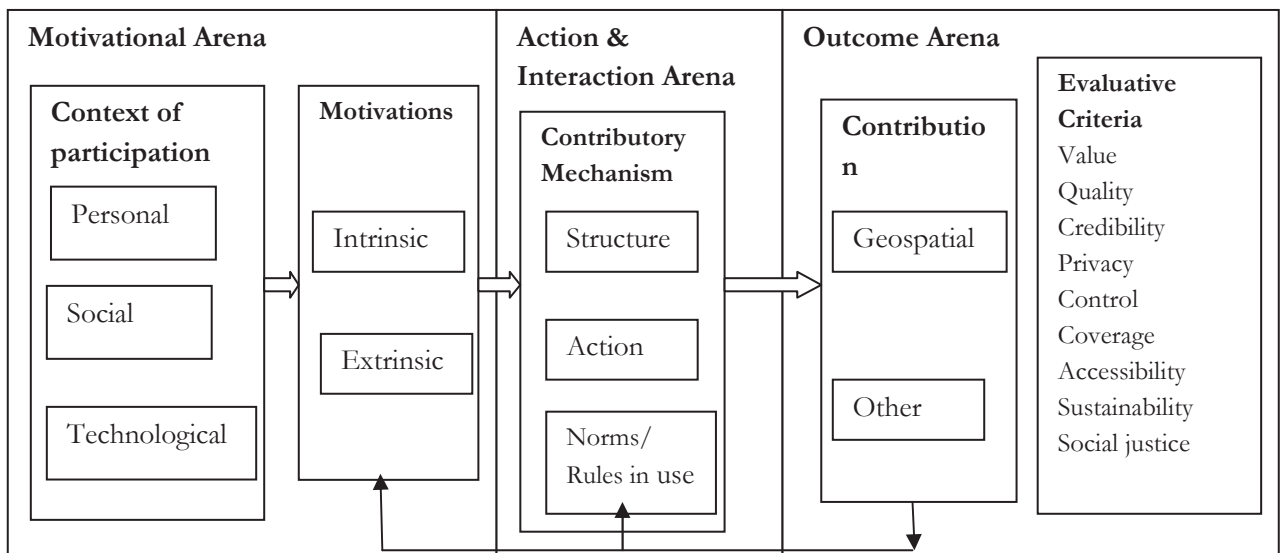 Motivational Arena
Context of
participation
Personal
Social
Technological
Motivations
Intrinsic
Extrinsic
Action &
Interaction Arena
Contributory
Mechanism
Structure
Action
Norms/
Rules in use
Outcome Arena
Contributio
n
Geospatial
Other
Evaluative
Criteria
Value
Quality
Credibility
Privacy
Control
Coverage
Accessibility
Sustainability
Social justice